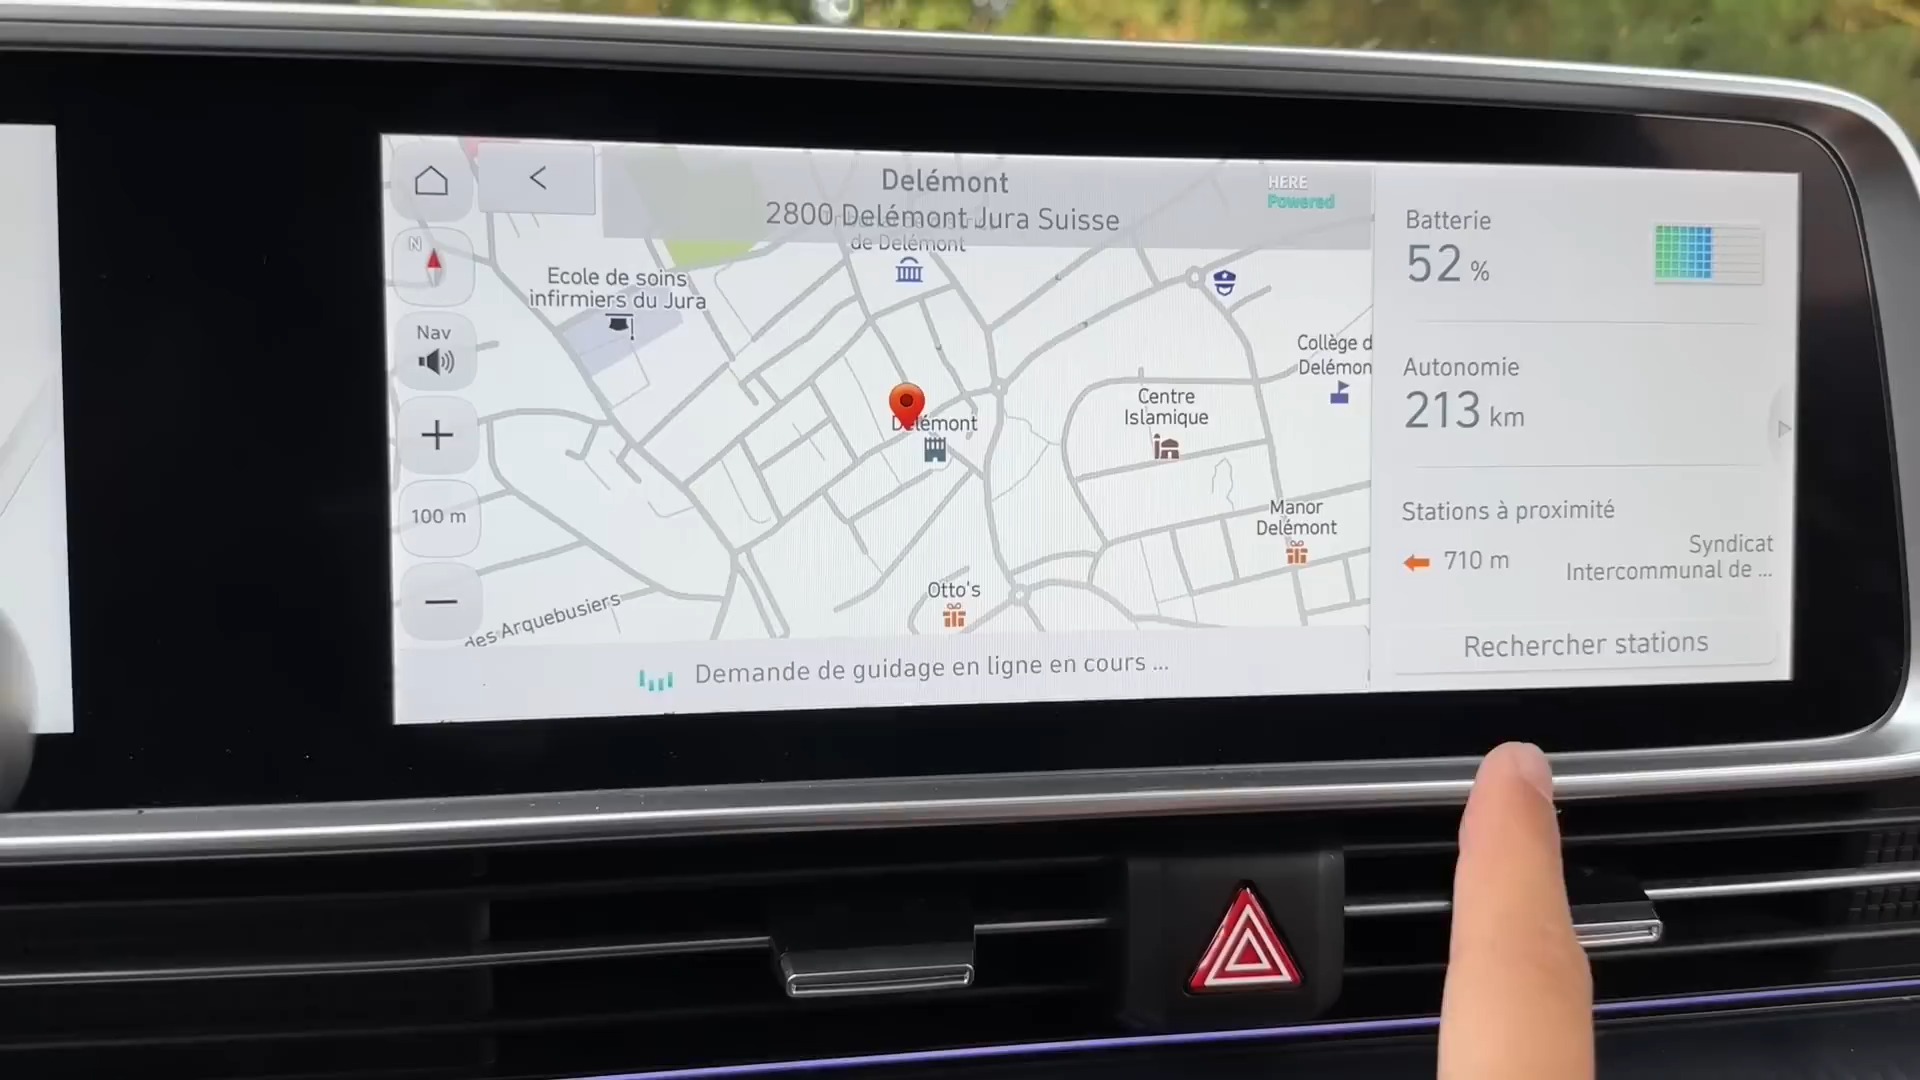 Delémont
2800 Delémont Jura Suisse
HERE
Powered
de Delémont
N
Nav
100 m
Ecole de soins
infirmiers du Jura
Delémont
Centre
Islamique
Collège d
Delémon
Manor
Delémont
Otto's
des Arquebusiers
Demande de guidage en ligne en cours ...
Batterie
52 %
Autonomie
213 km
Stations à proximité
710 m
Syndicat
Intercommunal de ...
Rechercher stations